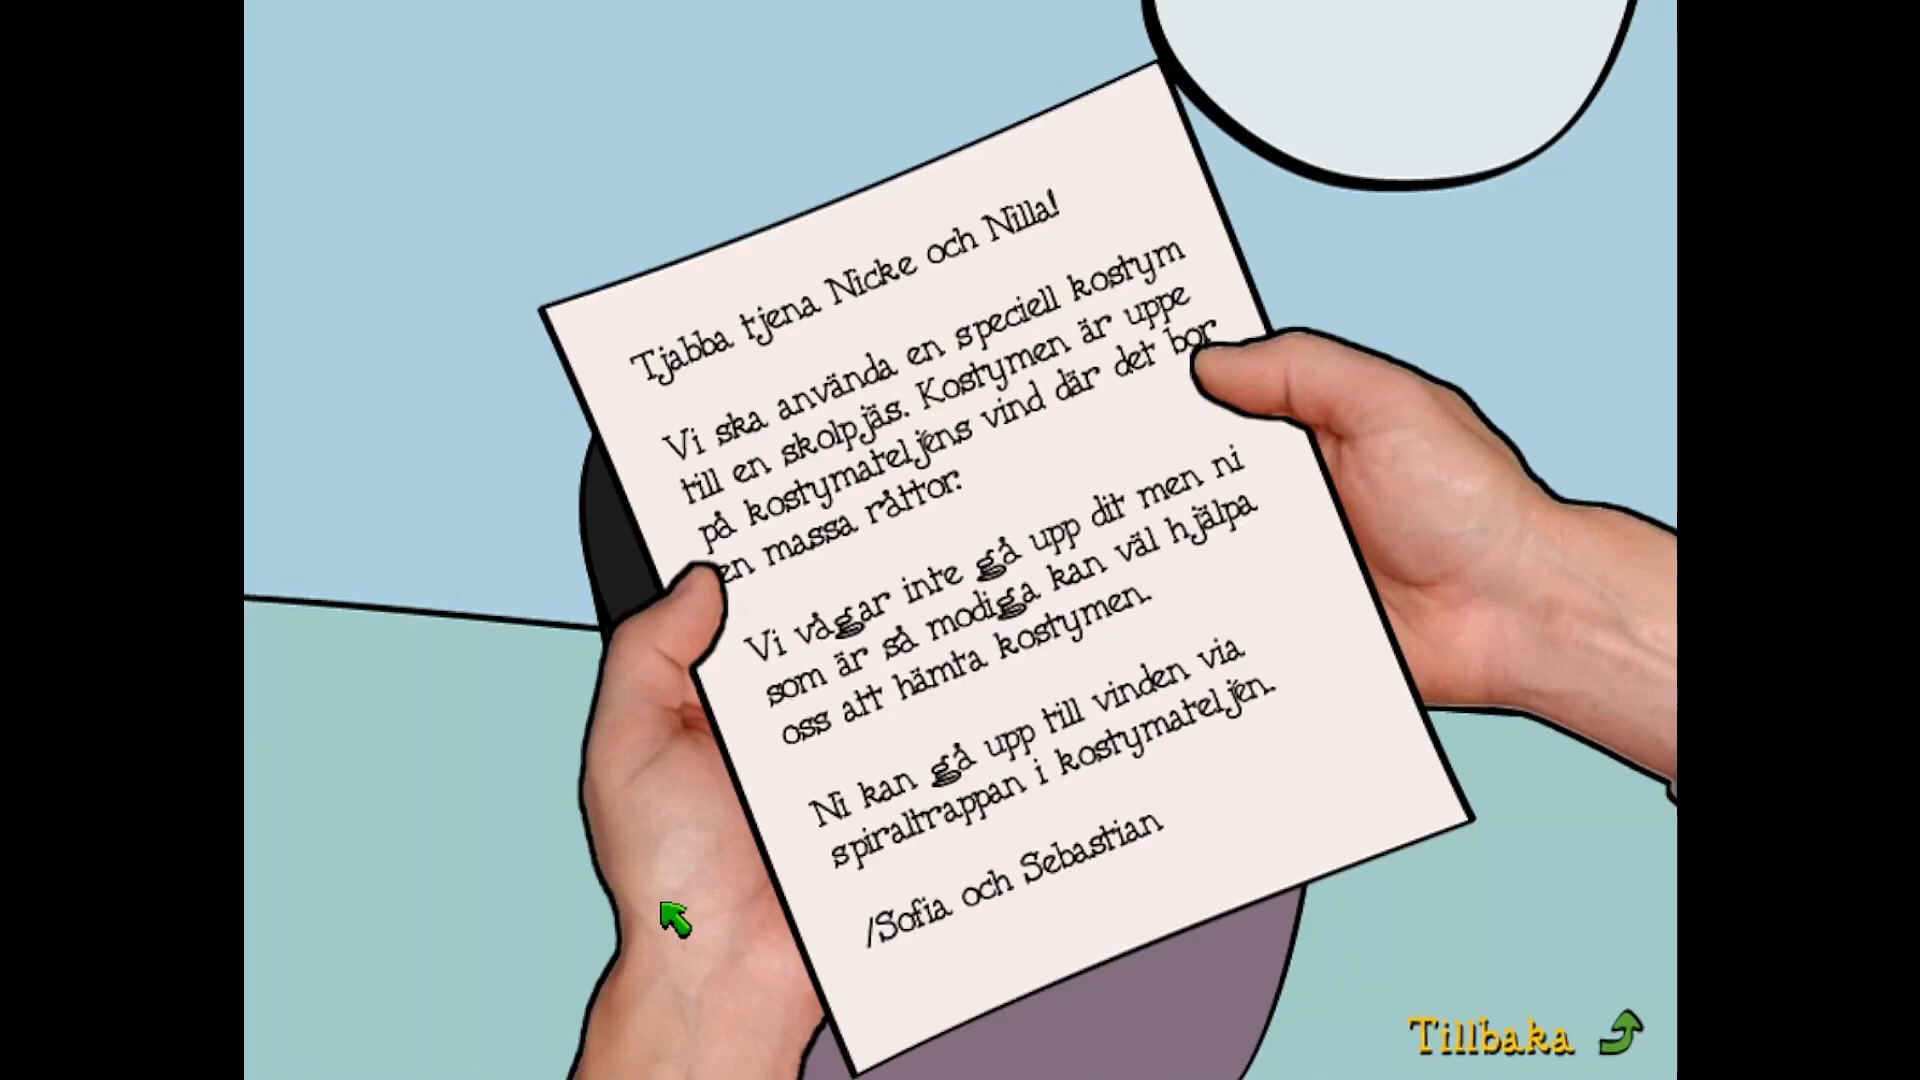 Tjabba tjena Nicke och Nilla!
Vi ska använda en speciell kostym
till en skolpjäs. Kostymen är uppe
på kostymateljéns vind där det bor
en massa råttor.
Vi vågar inte gå upp dit men ni
som är så modiga kan väl hjälpa
oss att hämta kostymen.
Ni kan gå upp till vinden via
spiraltrappan i kostymateljén.
/Sofia och Sebastian
Tillbaka